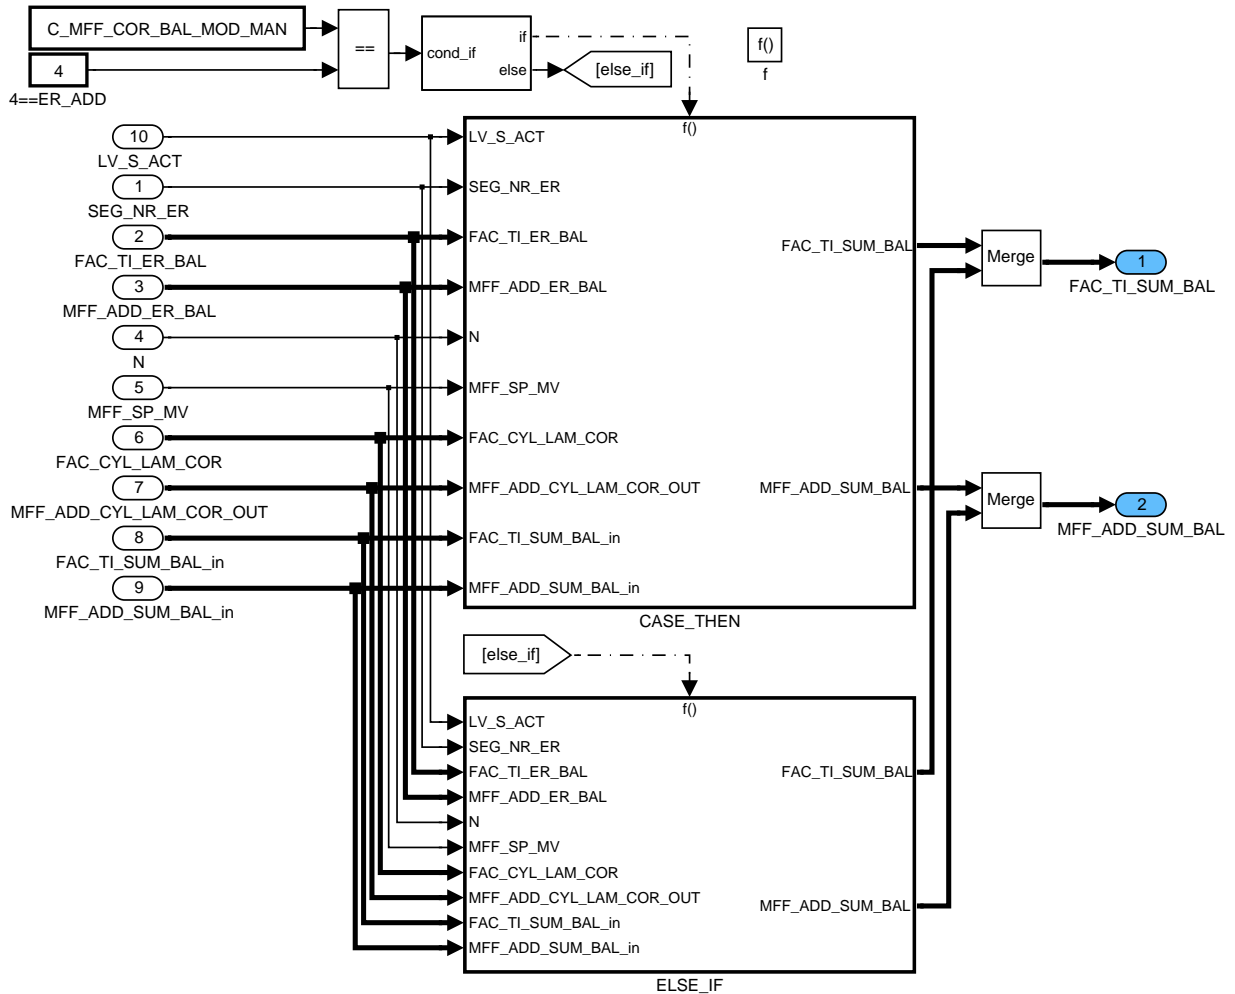 C_MFF_COR_BAL_MOD_MAN
==
cond_if
if
else
[else_if]
f()
f
4
4==ER_ADD
f()
10
LV_S_ACT
1
SEG_NR_ER
2
FAC_TI_ER_BAL
3
MFF_ADD_ER_BAL
4
N
5
MFF_SP_MV
6
FAC_CYL_LAM_COR
7
MFF_ADD_CYL_LAM_COR_OUT
8
FAC_TI_SUM_BAL_in
9
MFF_ADD_SUM_BAL_in
LV_S_ACT
SEG_NR_ER
FAC_TI_ER_BAL
MFF_ADD_ER_BAL
N
MFF_SP_MV
FAC_CYL_LAM_COR
MFF_ADD_CYL_LAM_COR_OUT
FAC_TI_SUM_BAL_in
MFF_ADD_SUM_BAL_in
FAC_TI_SUM_BAL
MFF_ADD_SUM_BAL
CASE_THEN
Merge
1
FAC_TI_SUM_BAL
Merge
2
MFF_ADD_SUM_BAL
[else_if]
f()
LV_S_ACT
SEG_NR_ER
FAC_TI_ER_BAL
MFF_ADD_ER_BAL
N
MFF_SP_MV
FAC_CYL_LAM_COR
MFF_ADD_CYL_LAM_COR_OUT
FAC_TI_SUM_BAL_in
MFF_ADD_SUM_BAL_in
FAC_TI_SUM_BAL
MFF_ADD_SUM_BAL
ELSE_IF